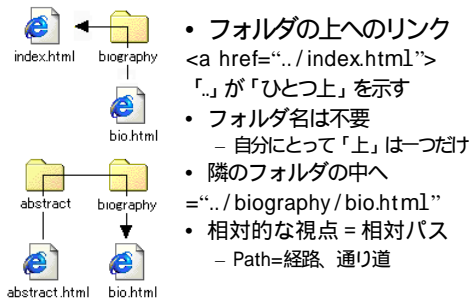 index.html
biography
bio.html
abstract
biography
abstract.html
bio.html
• フォルダの上へのリンク
<a href=“../index.html”>
「..」が「ひとつ上」を示す
• フォルダ名は不要
– 自分にとって「上」は一つだけ
• 隣のフォルダの中へ
=“../biography/bio.html”
• 相対的な視点 = 相対パス
– Path=経路、通り道